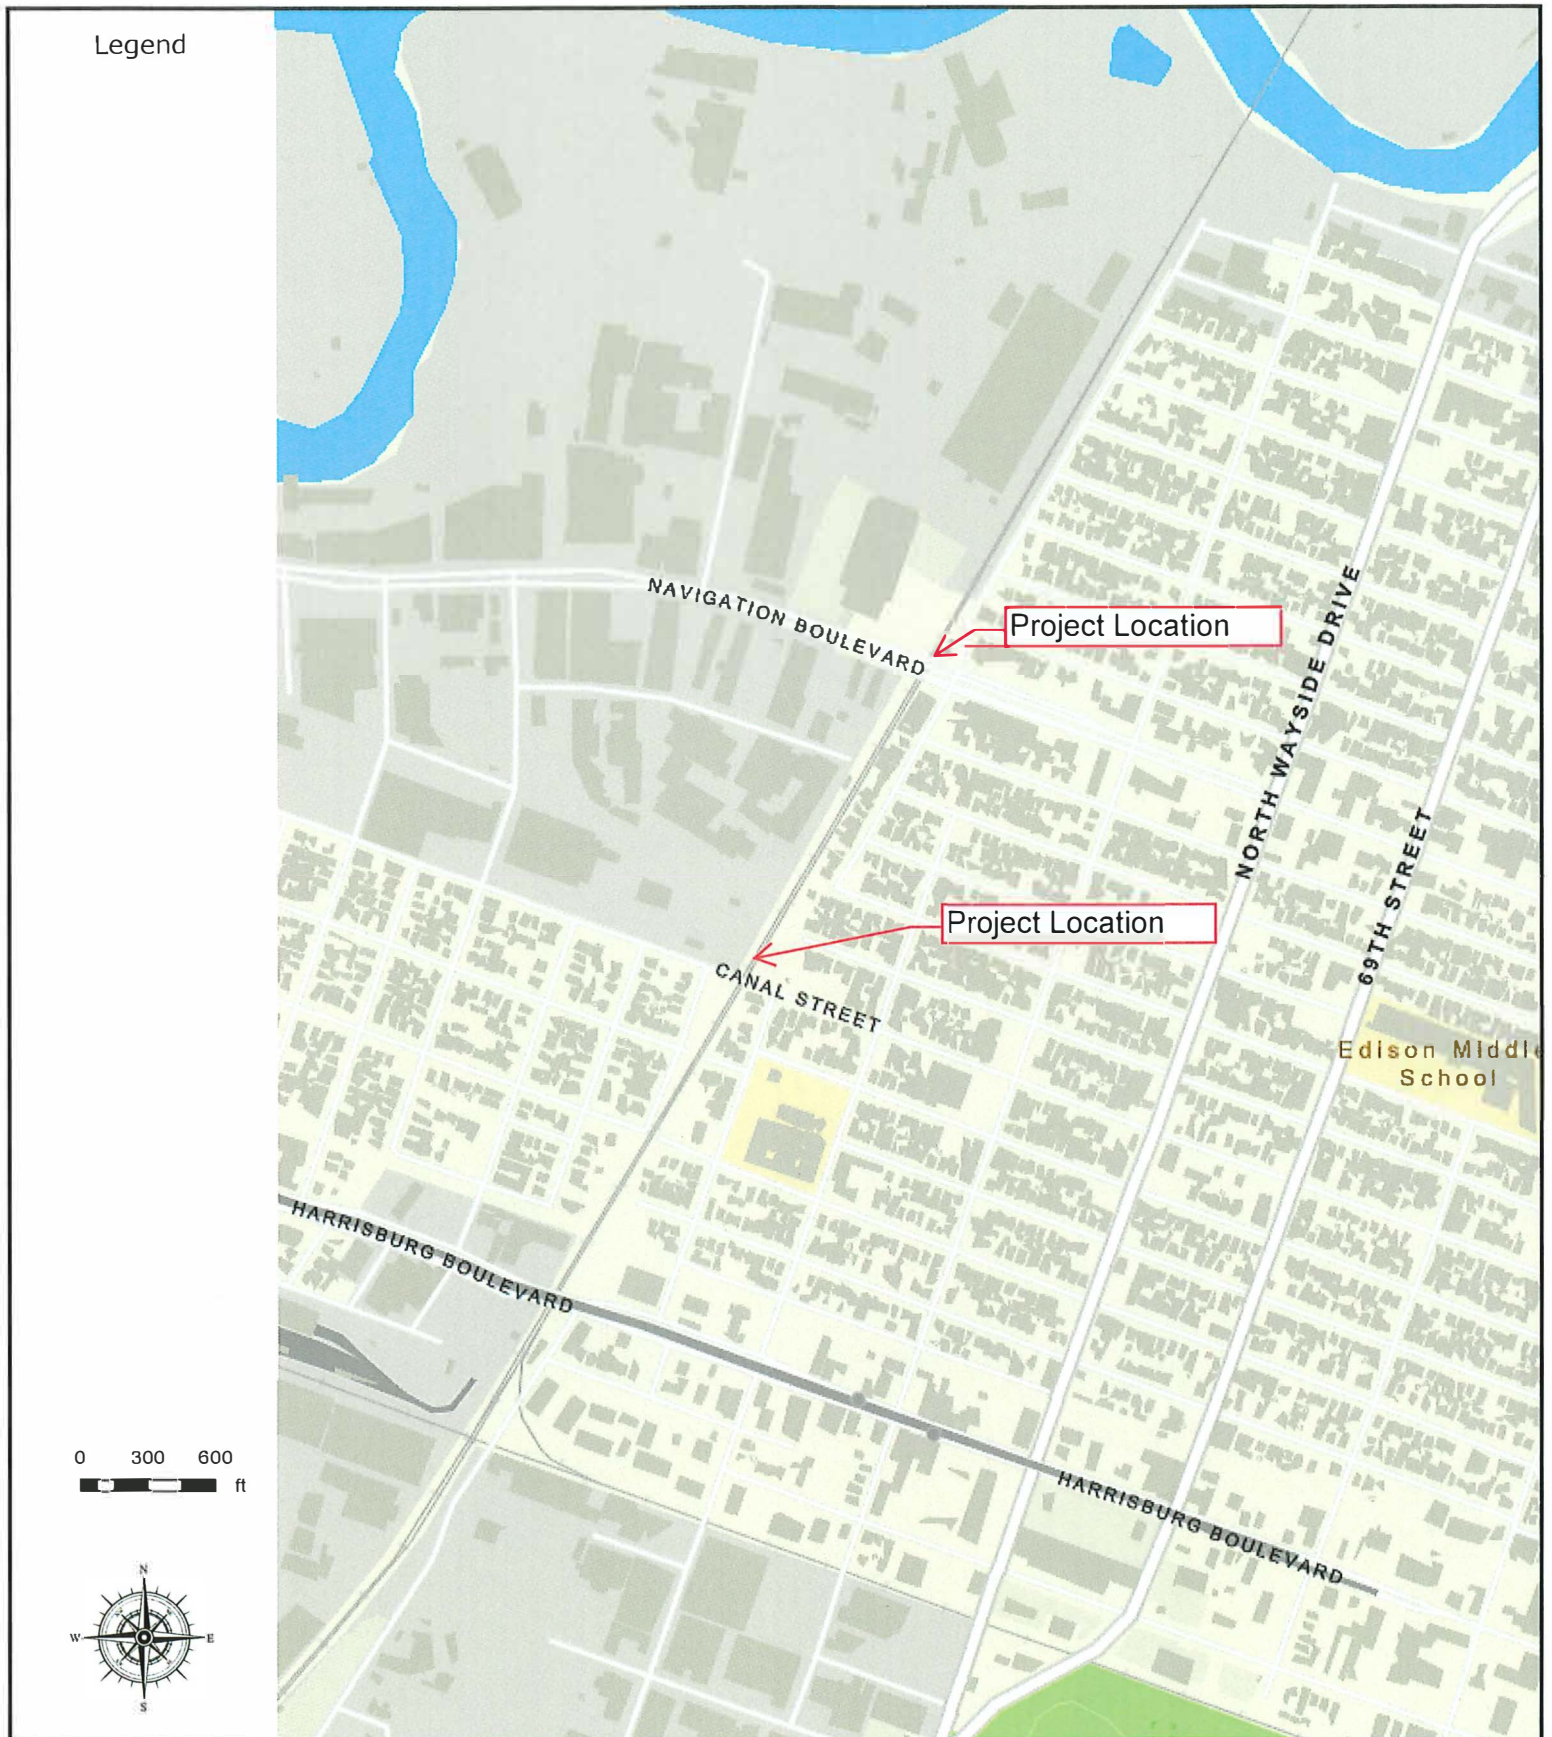 Legend
NAVIGATION BOULEVARD
Project Location
NORTH WAYSIDE DRIVE
69TH STREET
Project Location
CANAL STREET
Edison Middle
School
HARRISBURG BOULEVARD
HARRISBURG BOULEVARD
0 300 600
ft
N
W E
S